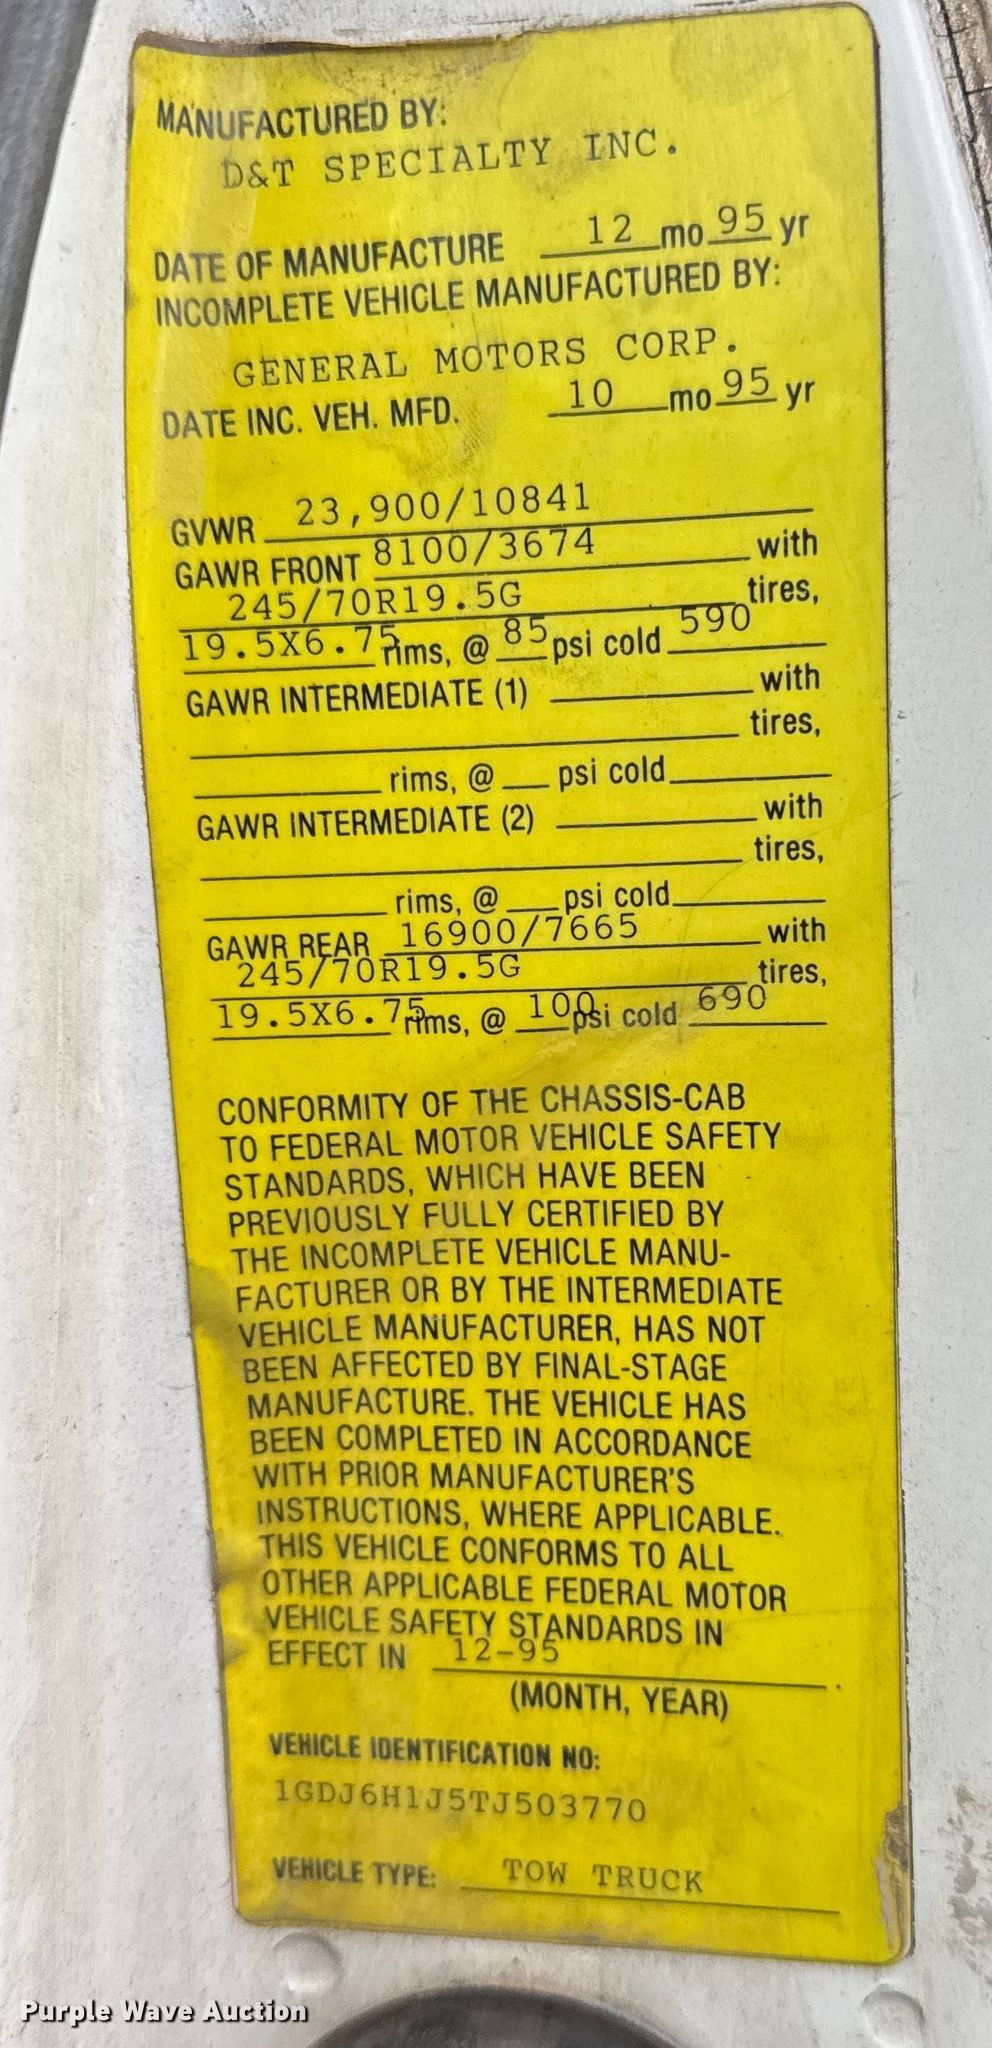 MANUFACTURED BY:
D&T SPECIALTY INC.
DATE OF MANUFACTURE 12 mo 95 yr
INCOMPLETE VEHICLE MANUFACTURED BY:
GENERAL MOTORS CORP.
DATE INC. VEH. MFD. 10 mo 95 yr
GVWR 23,900/10841
GAWR FRONT 8100/3674 with
245/70R19.5G tires,
19.5X6.75 rims, @ 85 psi cold 590
GAWR INTERMEDIATE (1) with
tires,
rims, @ psi cold
GAWR INTERMEDIATE (2) with
tires,
rims, @ psi cold
GAWR REAR 16900/7665 with
245/70R19.5G tires,
19.5X6.75 rims, @ 100 psi cold 690
CONFORMITY OF THE CHASSIS-CAB
TO FEDERAL MOTOR VEHICLE SAFETY
STANDARDS, WHICH HAVE BEEN
PREVIOUSLY FULLY CERTIFIED BY
THE INCOMPLETE VEHICLE MANU-
FACTURER OR BY THE INTERMEDIATE
VEHICLE MANUFACTURER, HAS NOT
BEEN AFFECTED BY FINAL-STAGE
MANUFACTURE. THE VEHICLE HAS
BEEN COMPLETED IN ACCORDANCE
WITH PRIOR MANUFACTURER'S
INSTRUCTIONS, WHERE APPLICABLE.
THIS VEHICLE CONFORMS TO ALL
OTHER APPLICABLE FEDERAL MOTOR
VEHICLE SAFETY STANDARDS IN
EFFECT IN 12-95.
(MONTH, YEAR)
VEHICLE IDENTIFICATION NO:
1GDJ6H1J5TJ503770
VEHICLE TYPE: TOW TRUCK
Purple Wave Auction